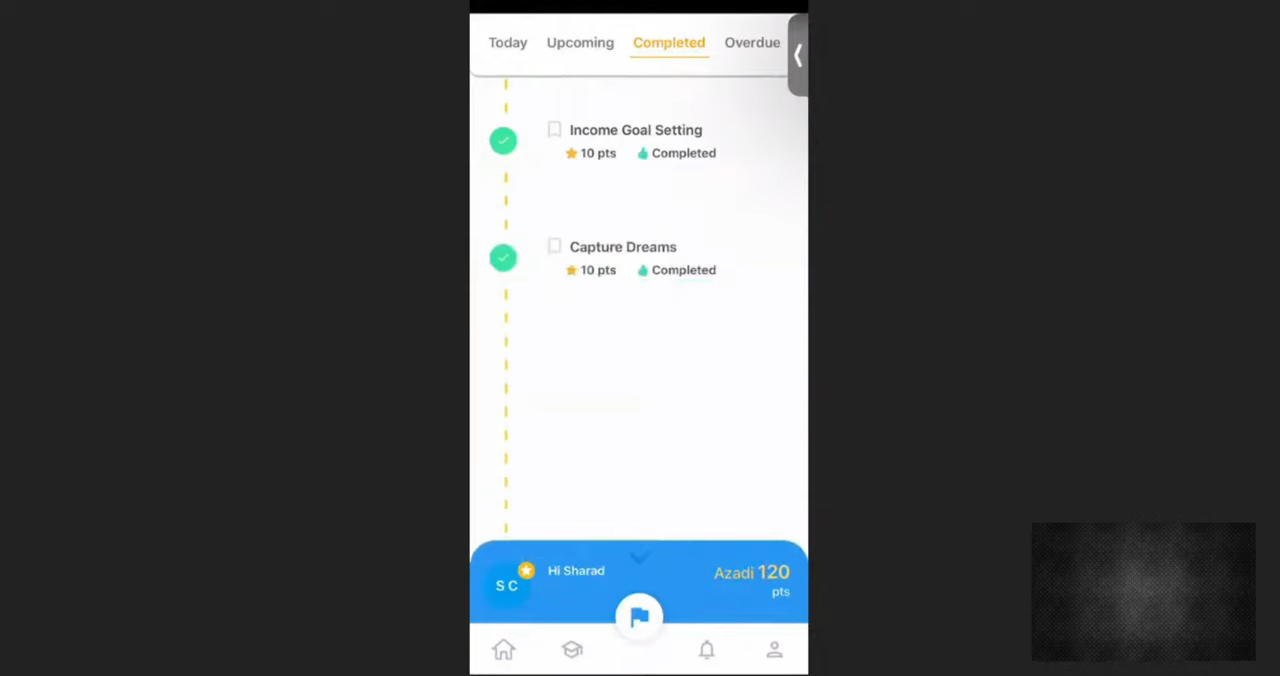 Today Upcoming Completed Overdue
Income Goal Setting
10 pts Completed
Capture Dreams
10 pts Completed
S C Hi Sharad Azadi 120
pts